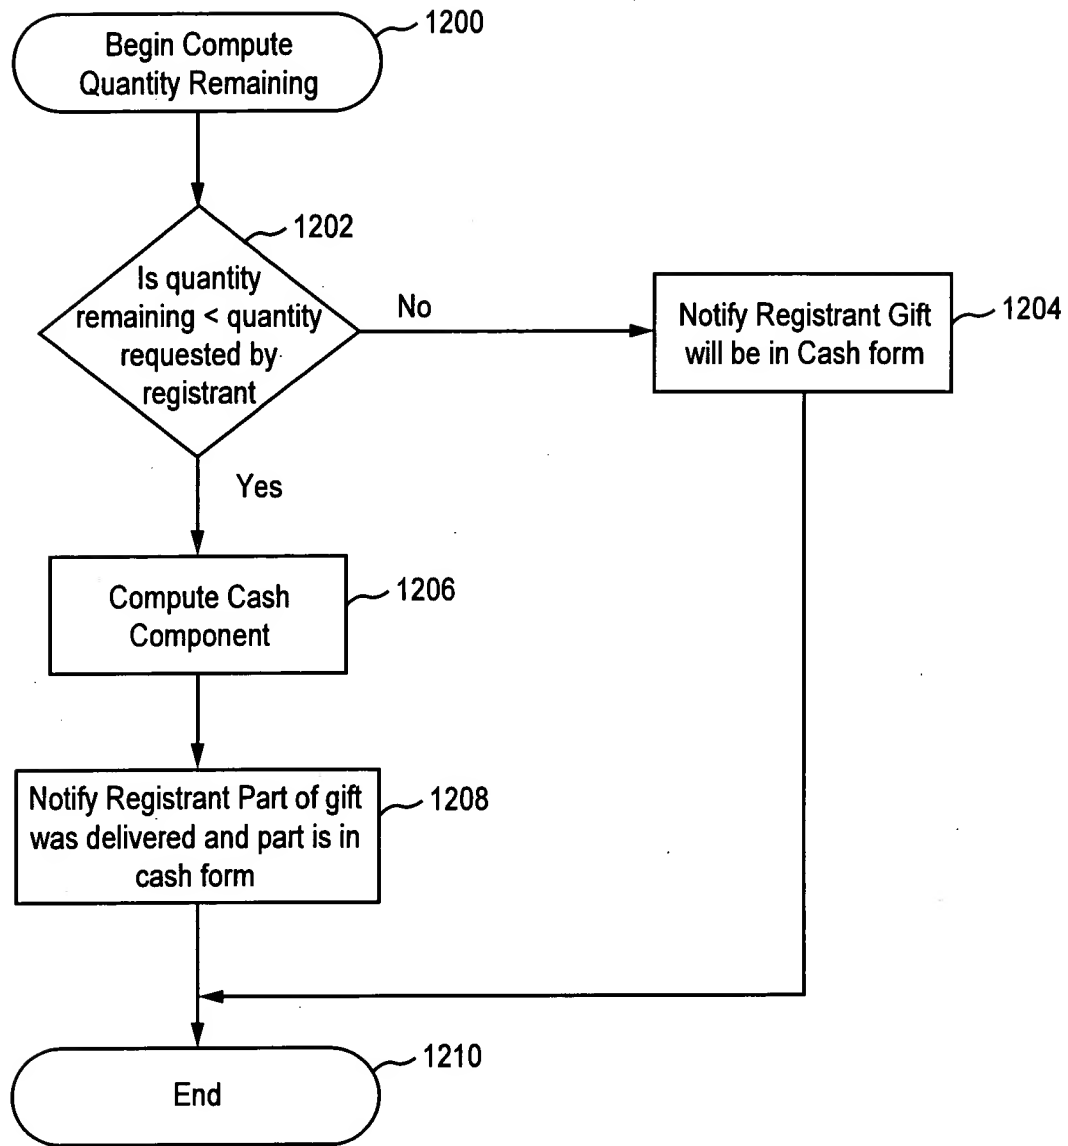 Begin Compute
Quantity Remaining
1200
1202
Is quantity
remaining < quantity
requested by
registrant
No
Notify Registrant Gift
will be in Cash form
1204
Yes
Compute Cash
Component
1206
Notify Registrant Part of gift
was delivered and part is in
cash form
1208
End
1210